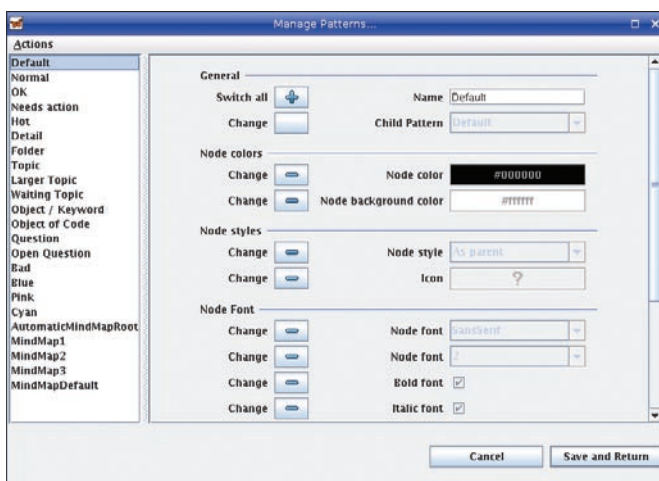 Manage Patterns...
Actions
Default
Normal
OK
Needs action
Hot
Detail
Folder
Topic
Larger Topic
Waiting Topic
Object / Keyword
Object of Code
Question
Open Question
Bad
Blue
Pink
Cyan
AutomaticMindMapRoot
MindMap1
MindMap2
MindMap3
MindMapDefault
General
Switch all Name Default
Change Child Pattern Default
Node colors
Change Node color #000000
Change Node background color #ffffff
Node styles
Change Node style As parent
Change Icon ?
Node Font
Change Node font SansSerif
Change Node font 2
Change Bold font
Change Italic font
Cancel Save and Return